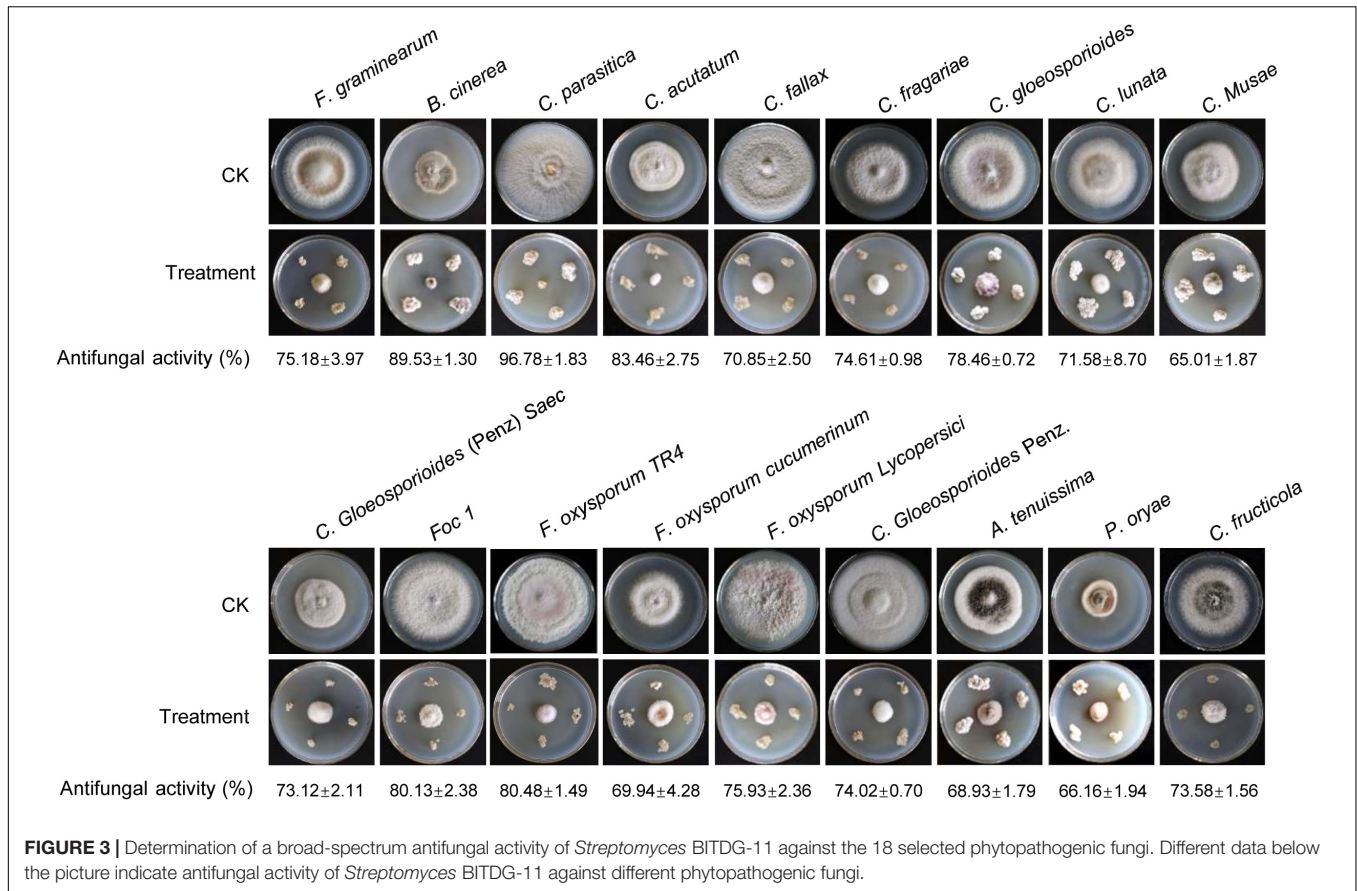 F. graminearum B. cinerea C. parasitica C. acutatum C. fallax C. fragariae C. gloeosporioides C. lunata C. Musae
CK
Treatment
Antifungal activity (%) 75.18±3.97 89.53±1.30 96.78±1.83 83.46±2.75 70.85±2.50 74.61±0.98 78.46±0.72 71.58±8.70 65.01±1.87
C. Gloeosporioides (Penz) Saec Foc 1 F. oxysporum TR4 F. oxysporum cucumerinum F. oxysporum Lycopersici C. Gloeosporioides Penz. A. tenuissima P. oryae C. fructicola
CK
Treatment
Antifungal activity (%) 73.12±2.11 80.13±2.38 80.48±1.49 69.94±4.28 75.93±2.36 74.02±0.70 68.93±1.79 66.16±1.94 73.58±1.56
FIGURE 3 | Determination of a broad-spectrum antifungal activity of Streptomyces BITDG-11 against the 18 selected phytopathogenic fungi. Different data below
the picture indicate antifungal activity of Streptomyces BITDG-11 against different phytopathogenic fungi.